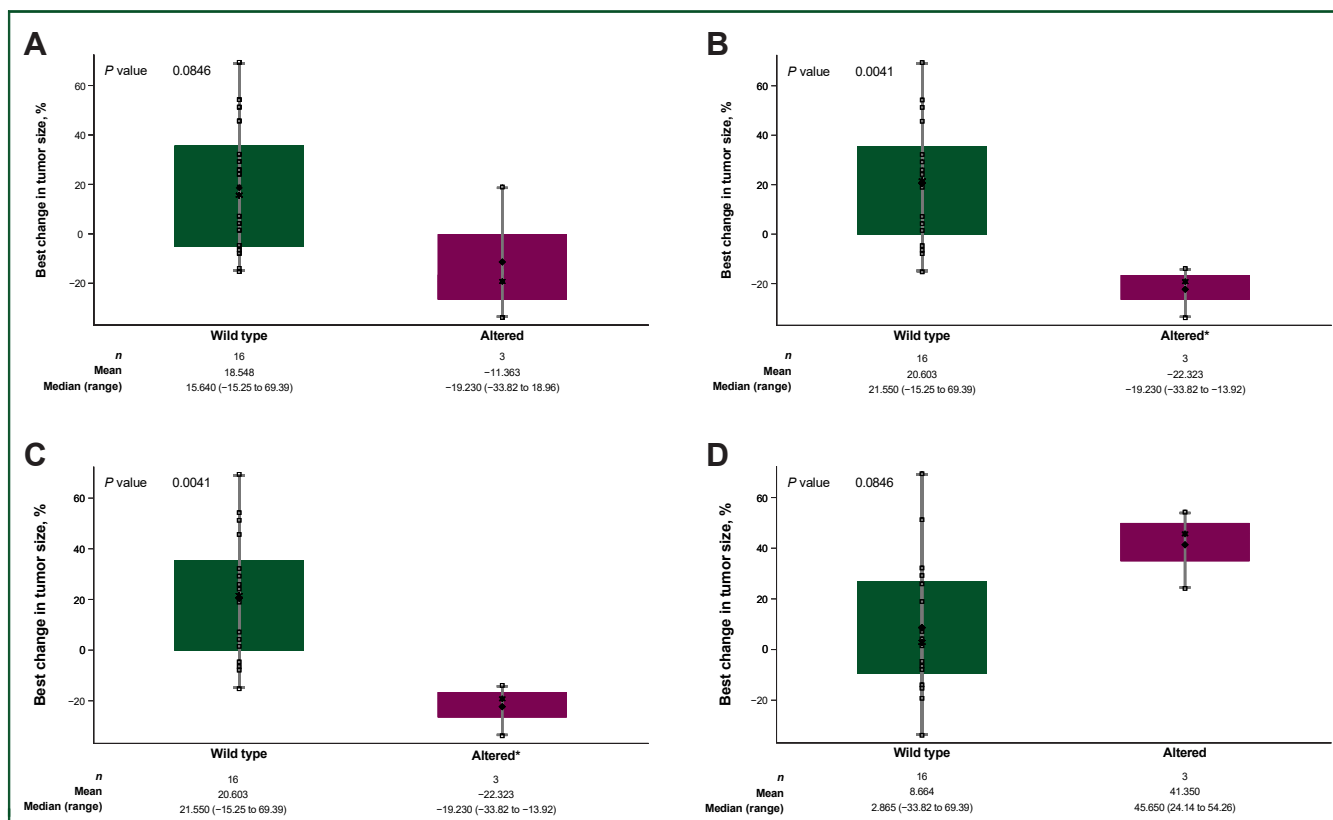 A
P value 0.0846
Best change in tumor size, %
60
40
20
0
−20
Wild type Altered
n 16 3
Mean 18.548 −11.363
Median (range) 15.640 (−15.25 to 69.39) −19.230 (−33.82 to 18.96)
B
P value 0.0041
Best change in tumor size, %
60
40
20
0
−20
Wild type Altered*
n 16 3
Mean 20.603 −22.323
Median (range) 21.550 (−15.25 to 69.39) −19.230 (−33.82 to −13.92)
C
P value 0.0041
Best change in tumor size, %
60
40
20
0
−20
Wild type Altered*
n 16 3
Mean 20.603 −22.323
Median (range) 21.550 (−15.25 to 69.39) −19.230 (−33.82 to −13.92)
D
P value 0.0846
Best change in tumor size, %
60
40
20
0
−20
Wild type Altered
n 16 3
Mean 8.664 41.350
Median (range) 2.865 (−33.82 to 69.39) 45.650 (24.14 to 54.26)